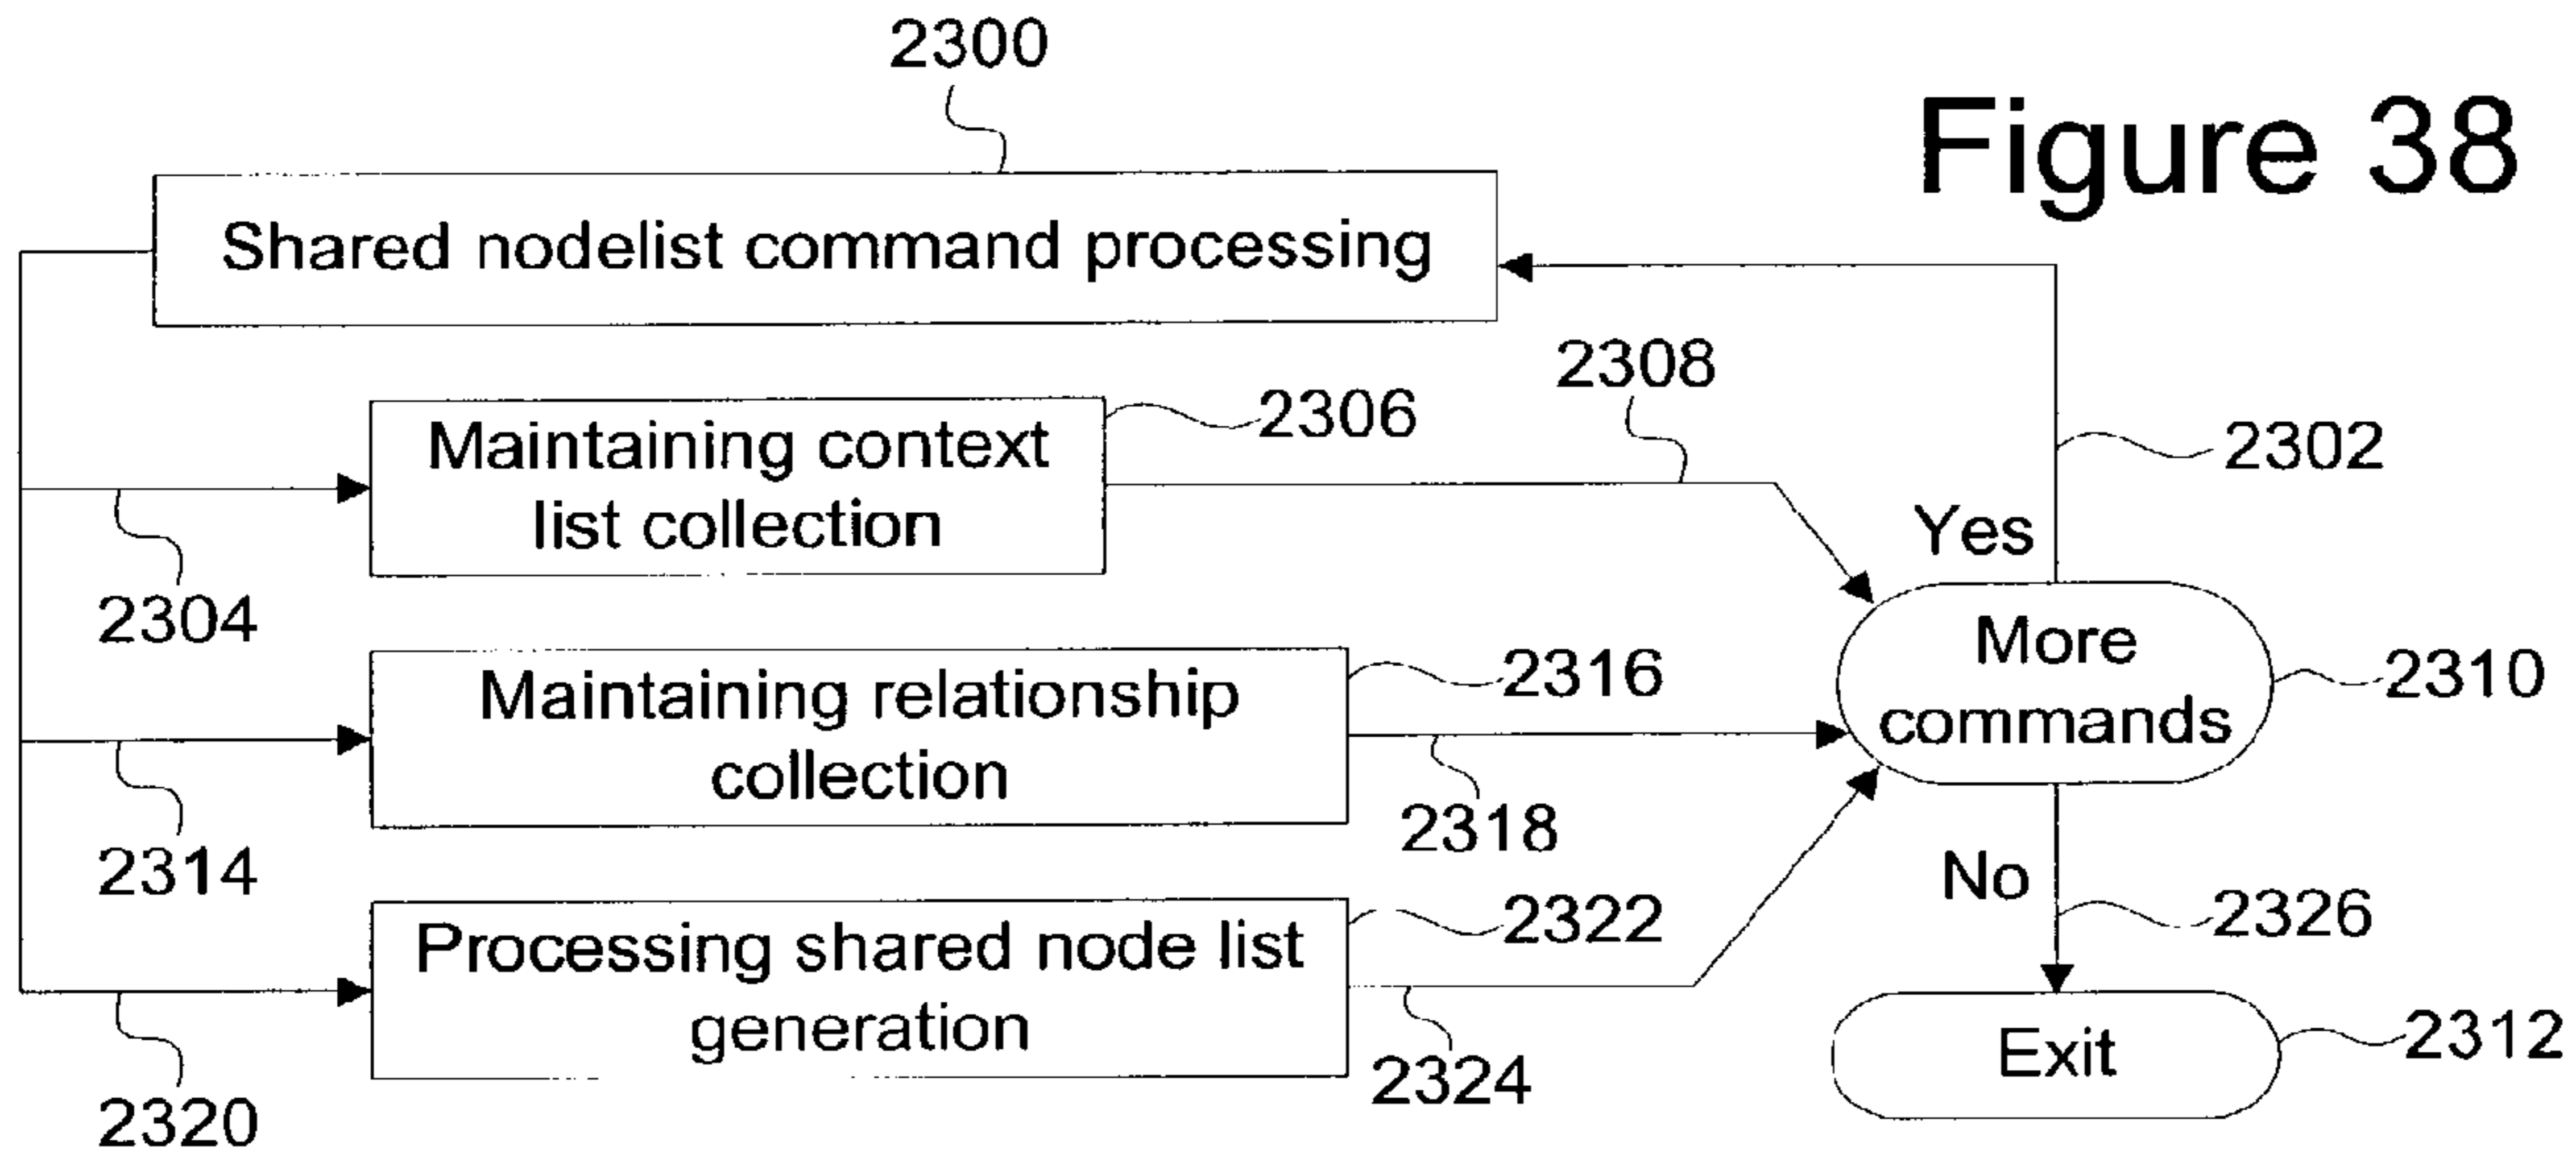 2300
Figure 38
Shared nodelist command processing
2308
2306
Maintaining context
list collection
2302
Yes
2304
More
commands
2310
Maintaining relationship
collection
2316
2318
2314
No
2326
Processing shared node list
generation
2322
2324
Exit
2312
2320